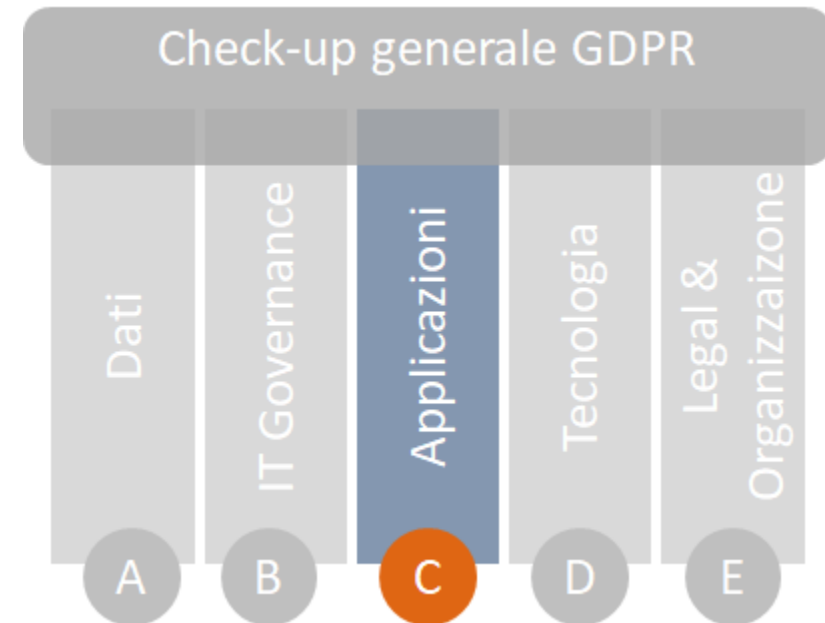 Check-up generale GDPR
Dati
IT Governance
Applicazioni
Tecnologia
Legal &
Organizzaizone
A
B
C
D
E